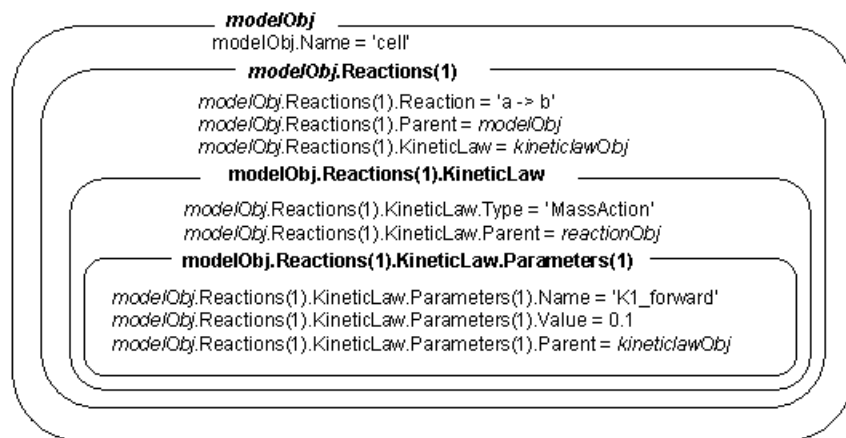 modelObj
modelObj.Name = 'cell'
modelObj.Reactions(1)
modelObj.Reactions(1).Reaction = 'a -> b'
modelObj.Reactions(1).Parent = modelObj
modelObj.Reactions(1).KineticLaw = kineticlawObj
modelObj.Reactions(1).KineticLaw
modelObj.Reactions(1).KineticLaw.Type = 'MassAction'
modelObj.Reactions(1).KineticLaw.Parent = reactionObj
modelObj.Reactions(1).KineticLaw.Parameters(1)
modelObj.Reactions(1).KineticLaw.Parameters(1).Name = 'K1_forward'
modelObj.Reactions(1).KineticLaw.Parameters(1).Value = 0.1
modelObj.Reactions(1).KineticLaw.Parameters(1).Parent = kineticlawObj